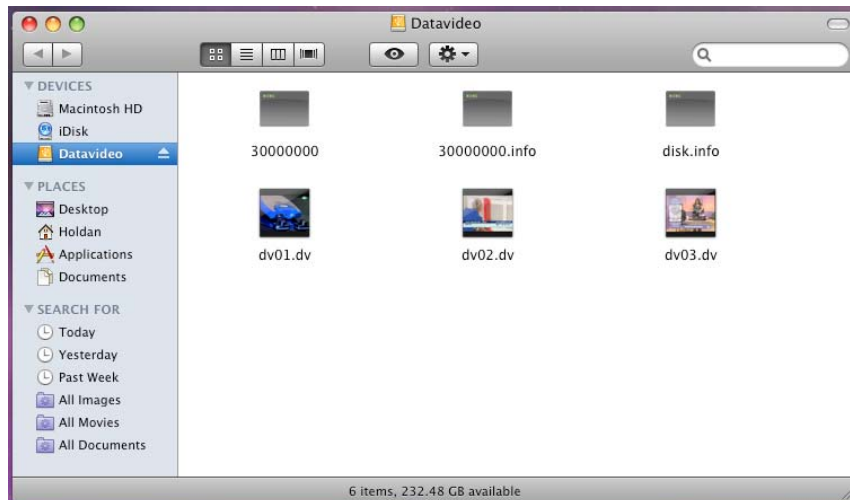 Datavideo
DEVICES
Macintosh HD
iDisk
Datavideo
PLACES
Desktop
Holdan
Applications
Documents
SEARCH FOR
Today
Yesterday
Past Week
All Images
All Movies
All Documents
30000000
30000000.info
disk.info
dv01.dv
dv02.dv
dv03.dv
6 items, 232.48 GB available